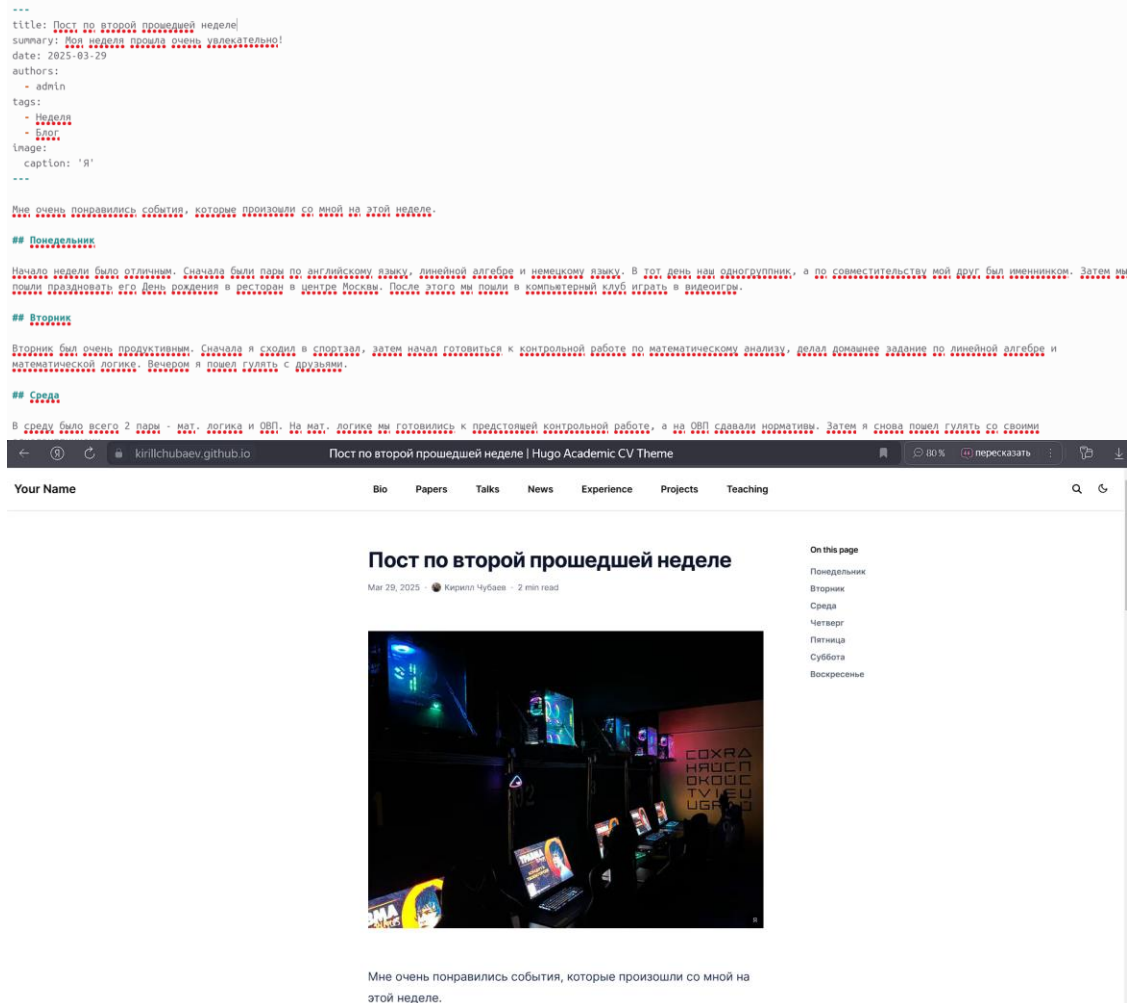 ---
title: Пост по второй прошедшей неделе
summary: Моя неделя прошла очень увлекательно!
date: 2025-03-29
authors:
- admin
tags:
- Неделя
- Блог
image:
caption: 'Я'
---
Мне очень понравились события, которые произошли со мной на этой неделе.
## Понедельник
Начало недели было отличным. Сначала были пары по английскому языку, линейной алгебре и немецкому языку. В тот день наш одногруппник, а по совместительству мой друг был именнинком. Затем мы
пошли праздновать его День рождения в ресторан в центре Москвы. После этого мы пошли в компьютерный клуб играть в видеоигры.
## Вторник
Вторник был очень продуктивным. Сначала я сходил в спортзал, затем начал готовиться к контрольной работе по математическому анализу, делал домашнее задание по линейной алгебре и
математической логике. Вечером я пошел гулять с друзьями.
## Среда
В среду было всего 2 пары - мат. логика и ОВП. На мат. логике мы готовились к предстоящей контрольной работе, а на ОВП сдавали нормативы. Затем я снова пошел гулять со своими
kirillchubaev.github.io Пост по второй прошедшей неделе | Hugo Academic CV Theme 80 % пересказать
Your Name Bio Papers Talks News Experience Projects Teaching
Пост по второй прошедшей неделе
Mar 29, 2025 · Кирилл Чубаев · 2 min read
On this page
Понедельник
Вторник
Среда
Четверг
Пятница
Суббота
Воскресенье
Я
Мне очень понравились события, которые произошли со мной на
этой неделе.